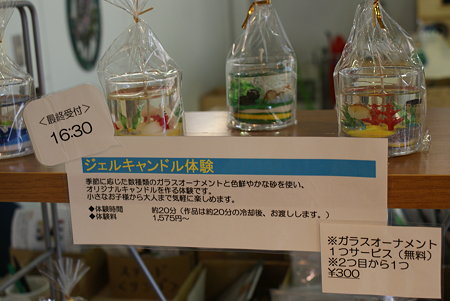 ＜最終受付＞
16:30
ジェルキャンドル体験
季節に応じた数種類のガラスオーナメントと色鮮やかな砂を使い、
オリジナルキャンドルを作る体験です。
小さなお子様から大人まで気軽に楽しめます。
◆体験時間　約20分（作品は約20分の冷却後、お渡しします。）
◆体験料　1,575円～
※ガラスオーナメント
１つサービス（無料）
※２つ目から１つ
¥300